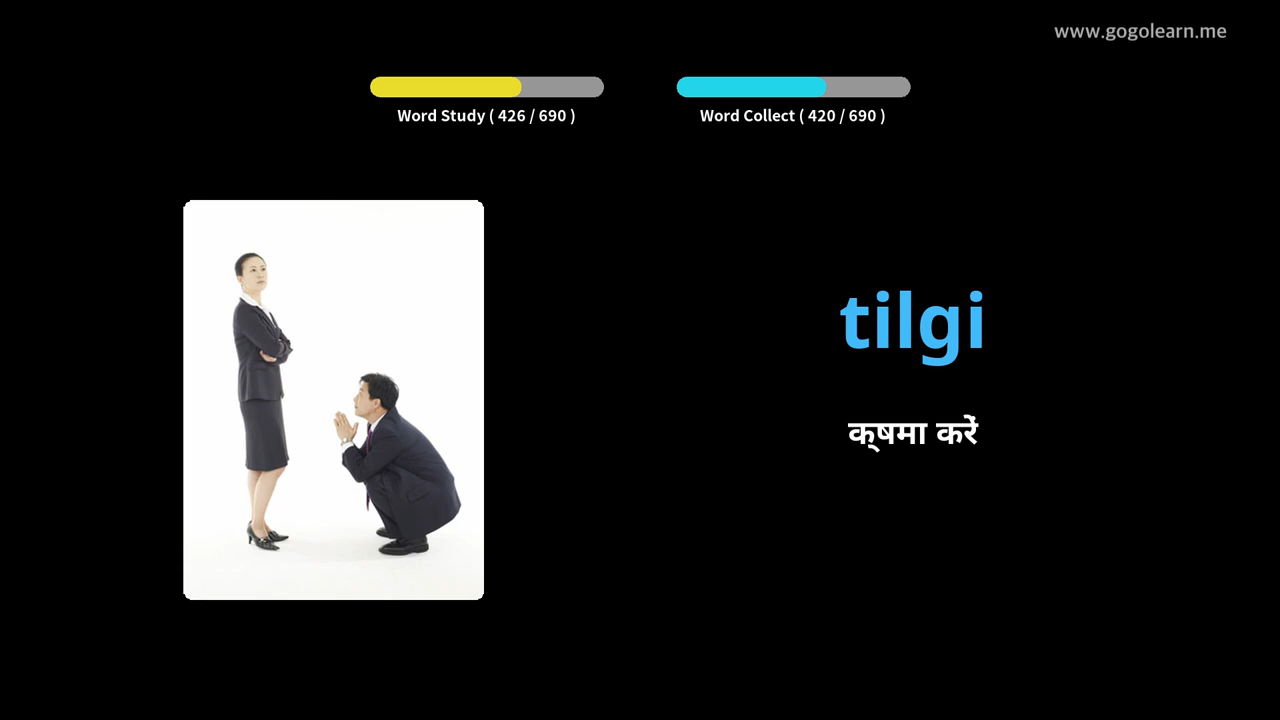 www.gogolearn.me
Word Study ( 426 / 690 )
Word Collect ( 420 / 690 )
tilgi
क्षमा करें